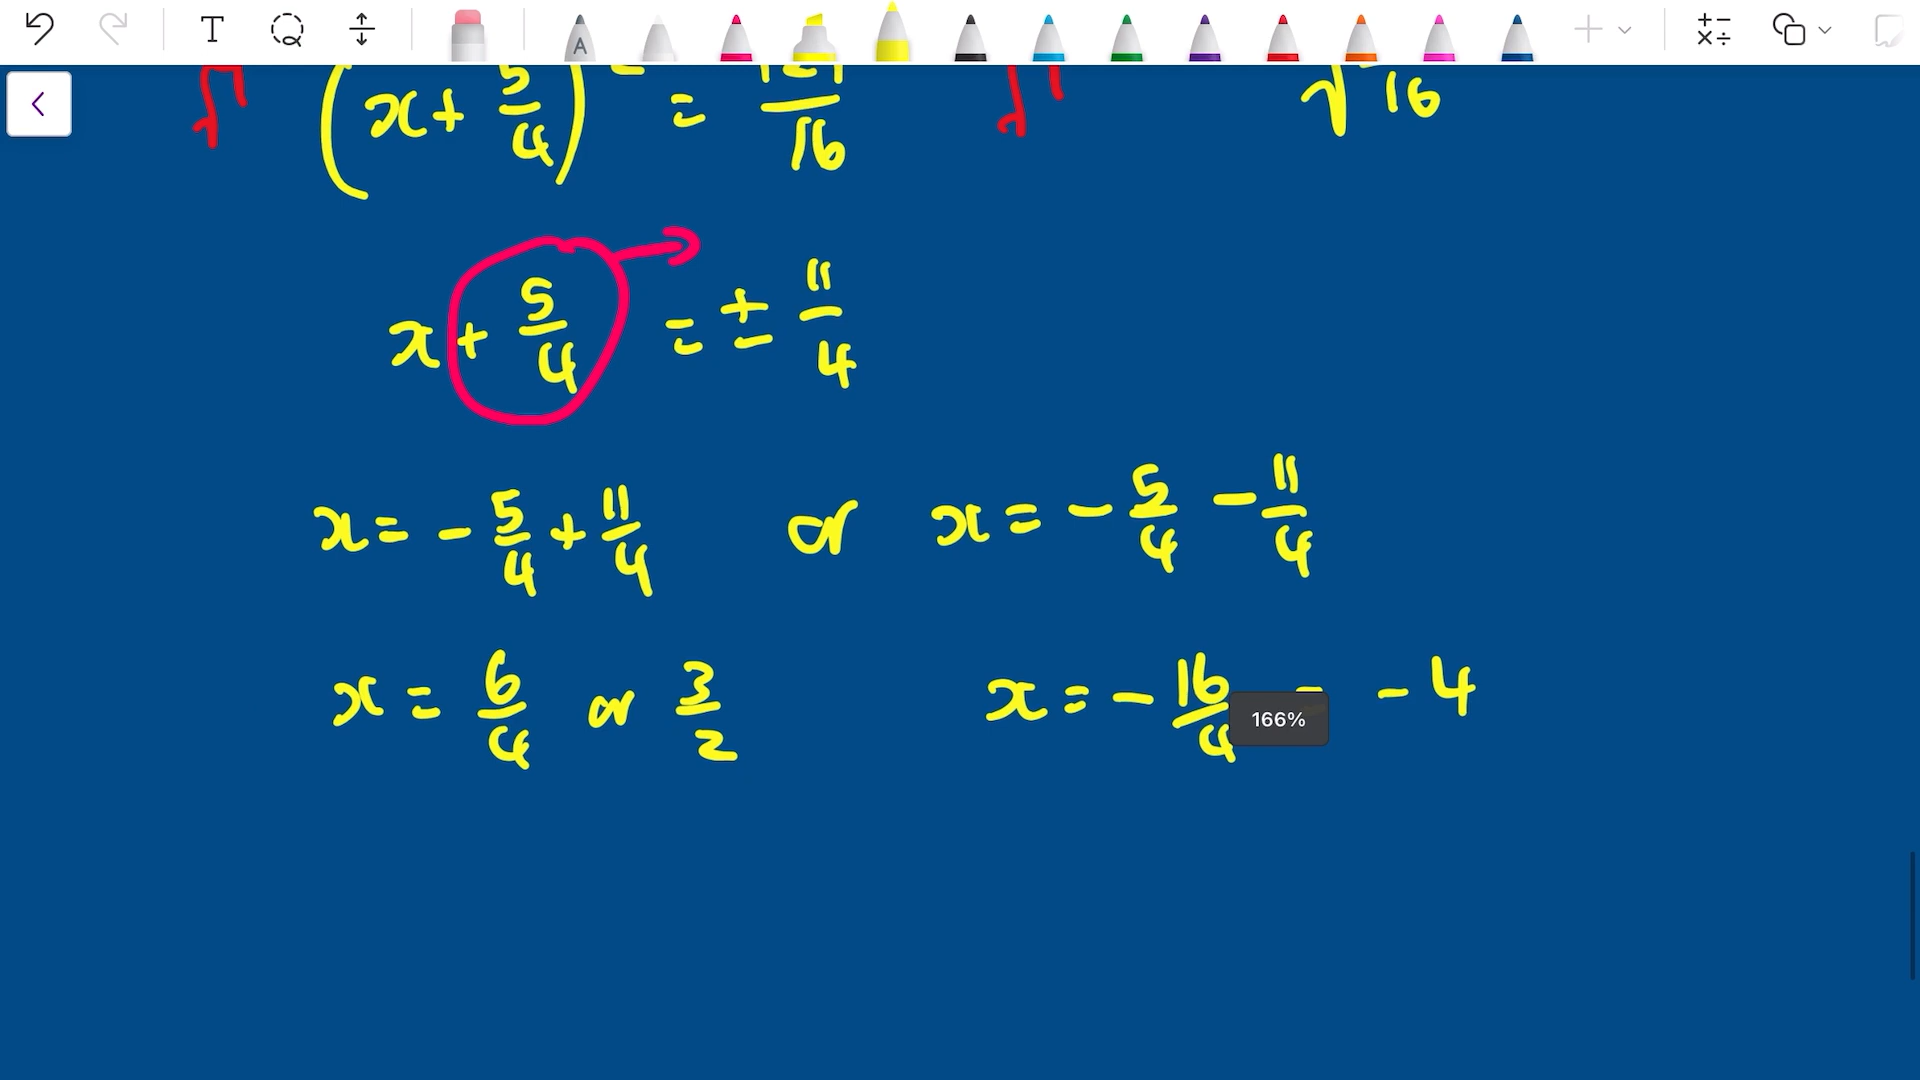 (x + 5/4)² = 121/16 √16
x + 5/4 = ± 11/4
x = - 5/4 + 11/4 or x = - 5/4 - 11/4
x = 6/4 or 3/2 x = - 16/4 = - 4
166%
T
A